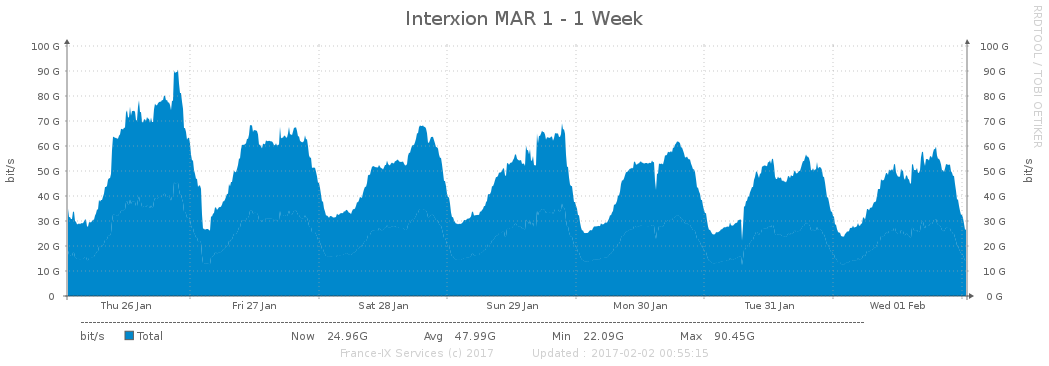 Interxion MAR 1 - 1 Week
RRDTOOL / TOBI OETIKER
bit/s
100 G
90 G
80 G
70 G
60 G
50 G
40 G
30 G
20 G
10 G
0
100 G
90 G
80 G
70 G
60 G
50 G
40 G
30 G
20 G
10 G
0 G
bit/s
Thu 26 Jan Fri 27 Jan Sat 28 Jan Sun 29 Jan Mon 30 Jan Tue 31 Jan Wed 01 Feb
bit/s Total Now 24.96G Avg 47.99G Min 22.09G Max 90.45G
France-IX Services (c) 2017 Updated : 2017-02-02 00:55:15